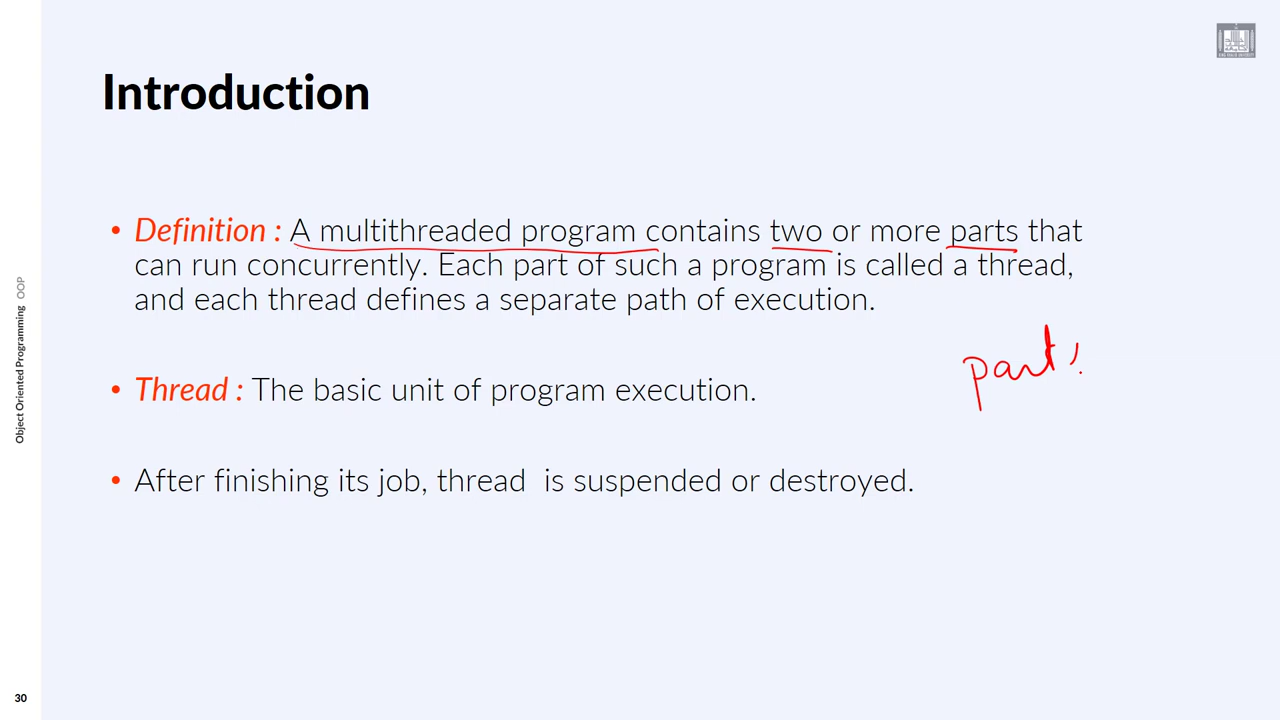 Introduction
• Definition : A multithreaded program contains two or more parts that
can run concurrently. Each part of such a program is called a thread,
and each thread defines a separate path of execution.
part
• Thread : The basic unit of program execution.
• After finishing its job, thread is suspended or destroyed.
Object Oriented Programming OOP
30